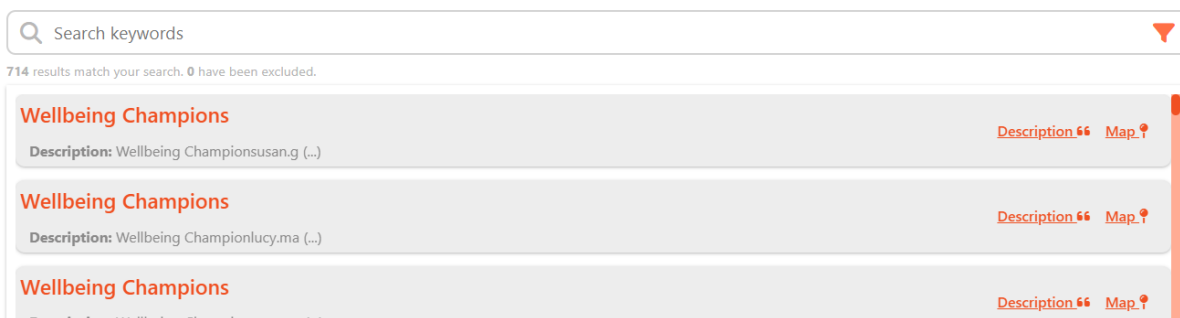 Search keywords
714 results match your search. 0 have been excluded.
Wellbeing Champions
Description Map
Description: Wellbeing Championsusan.g (...)
Wellbeing Champions
Description Map
Description: Wellbeing Championlucy.ma (...)
Wellbeing Champions
Description Map